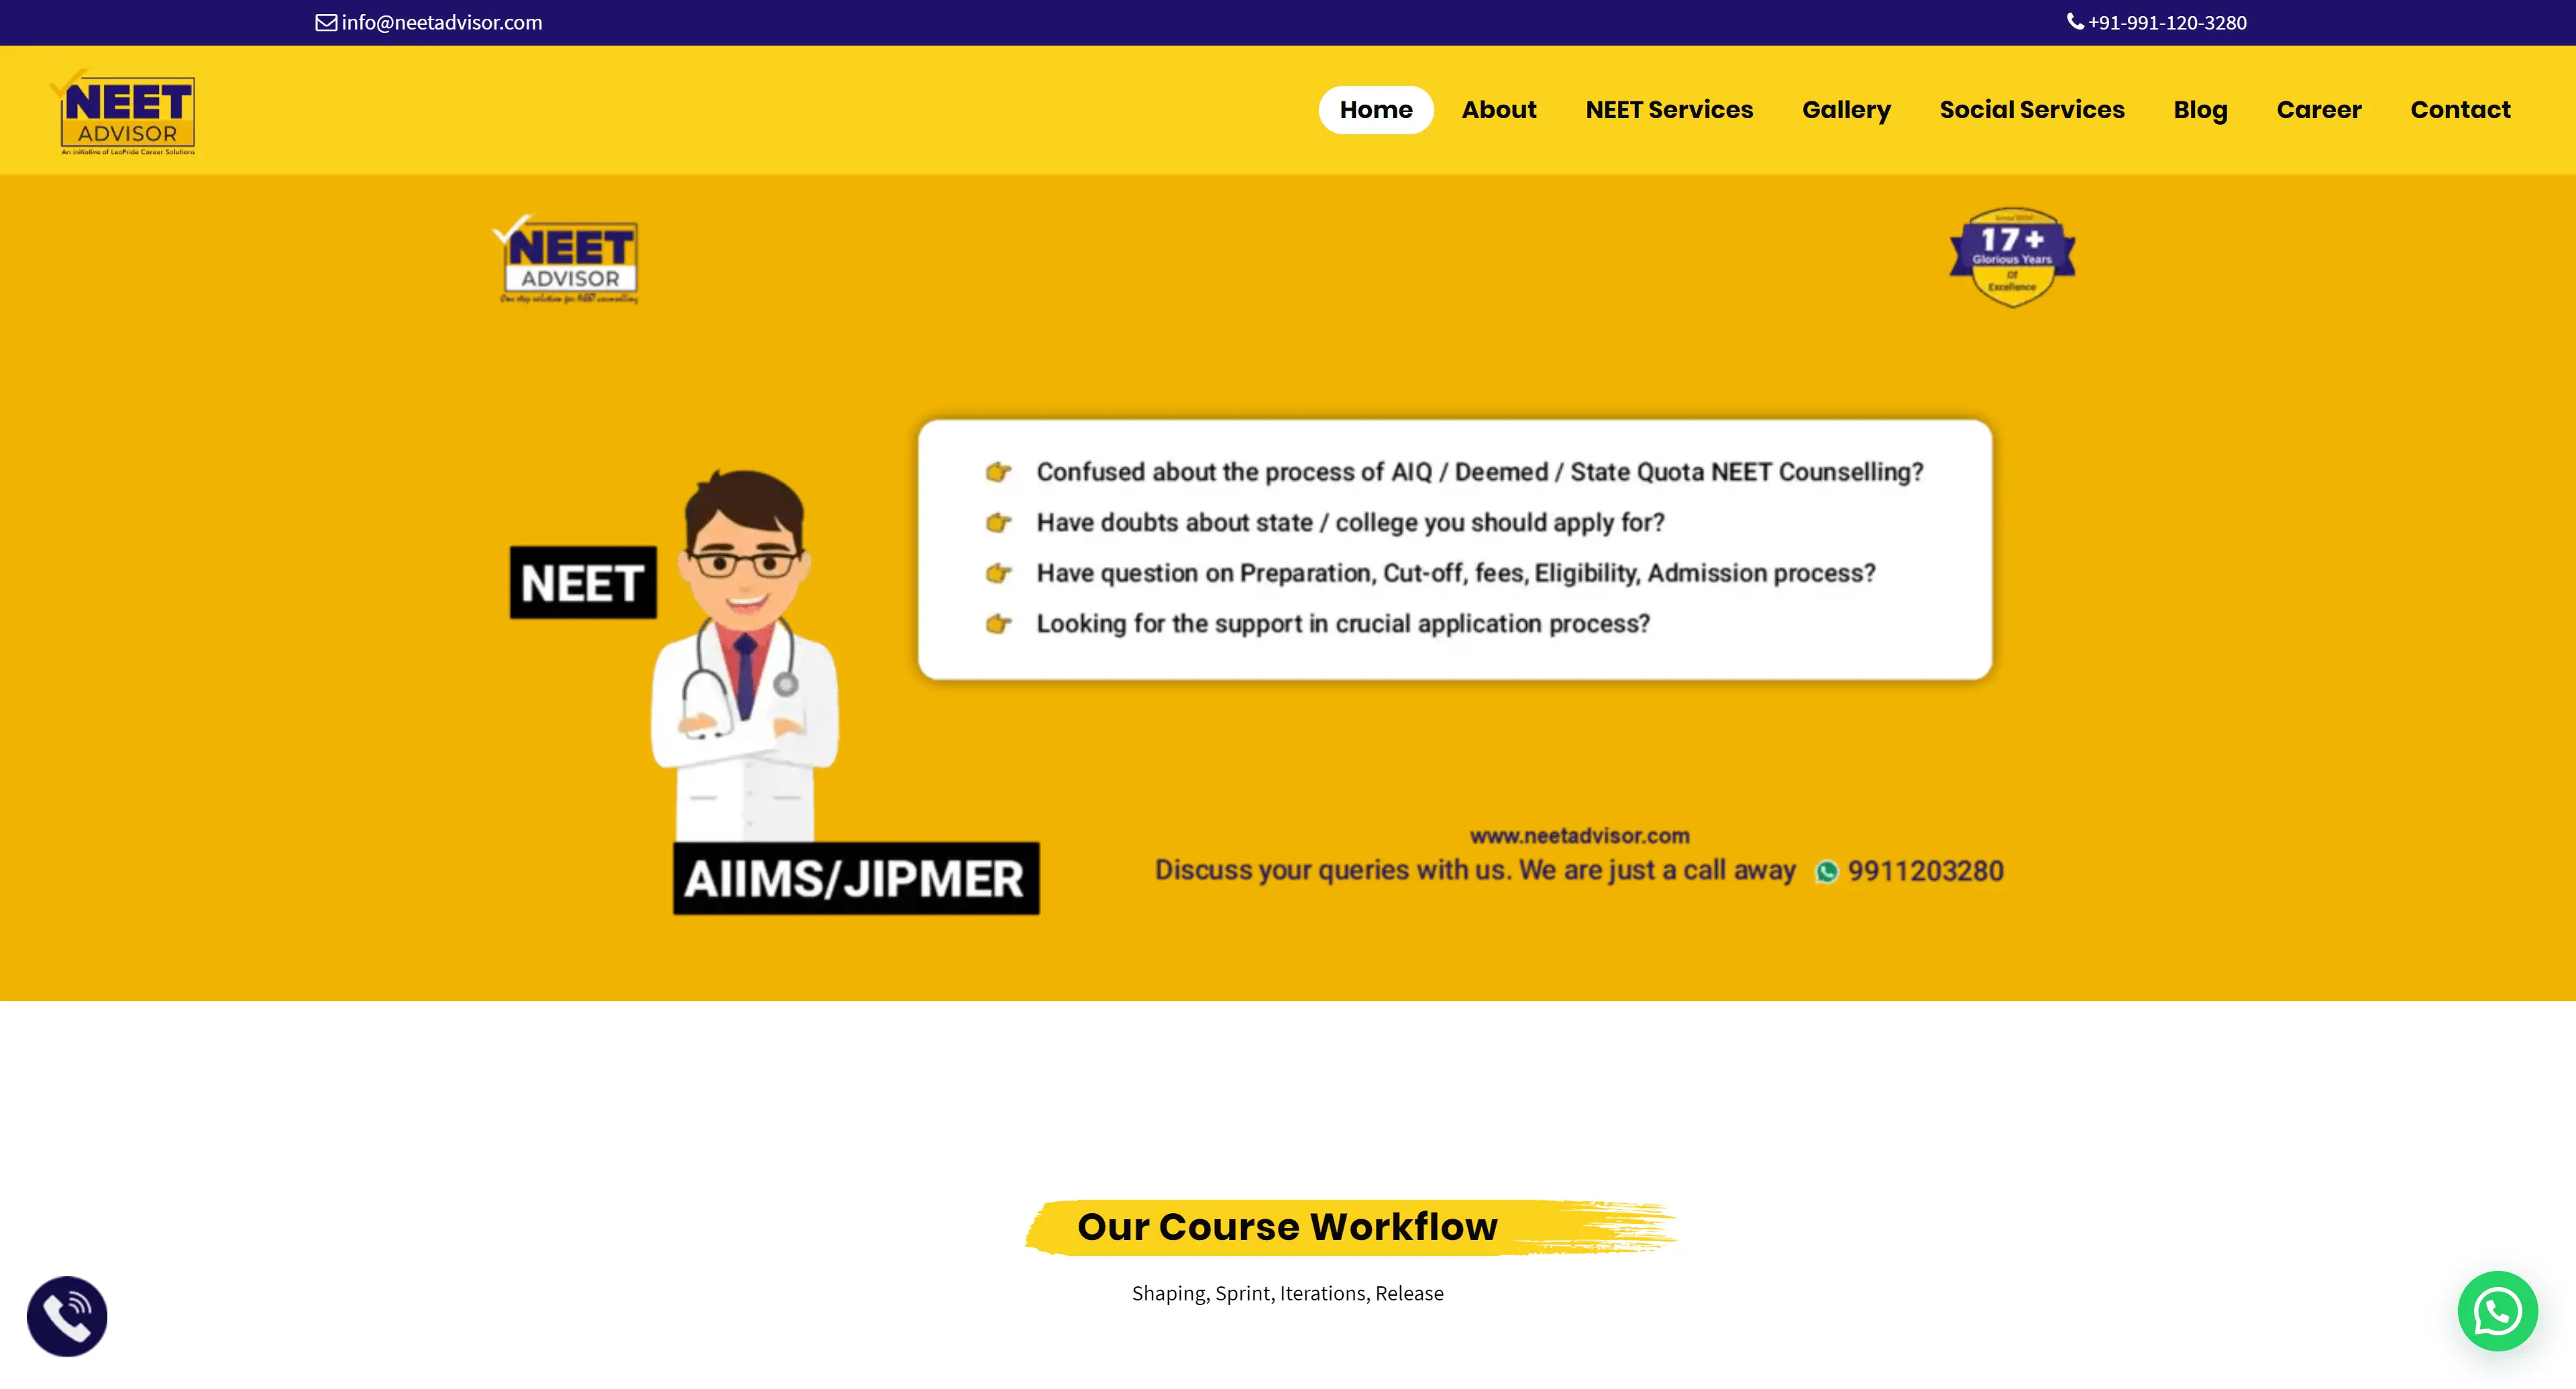 info@neetadvisor.com
+91-991-120-3280
NEET
ADVISOR
An initiative of LeoPride Career Solutions
Home
About
NEET Services
Gallery
Social Services
Blog
Career
Contact
NEET
ADVISOR
One stop solution for NEET counselling
17+
Glorious Years
Of
Excellence
Confused about the process of AIQ / Deemed / State Quota NEET Counselling?
Have doubts about state / college you should apply for?
Have question on Preparation, Cut-off, fees, Eligibility, Admission process?
Looking for the support in crucial application process?
NEET
AIIMS/JIPMER
www.neetadvisor.com
Discuss your queries with us. We are just a call away 9911203280
Our Course Workflow
Shaping, Sprint, Iterations, Release